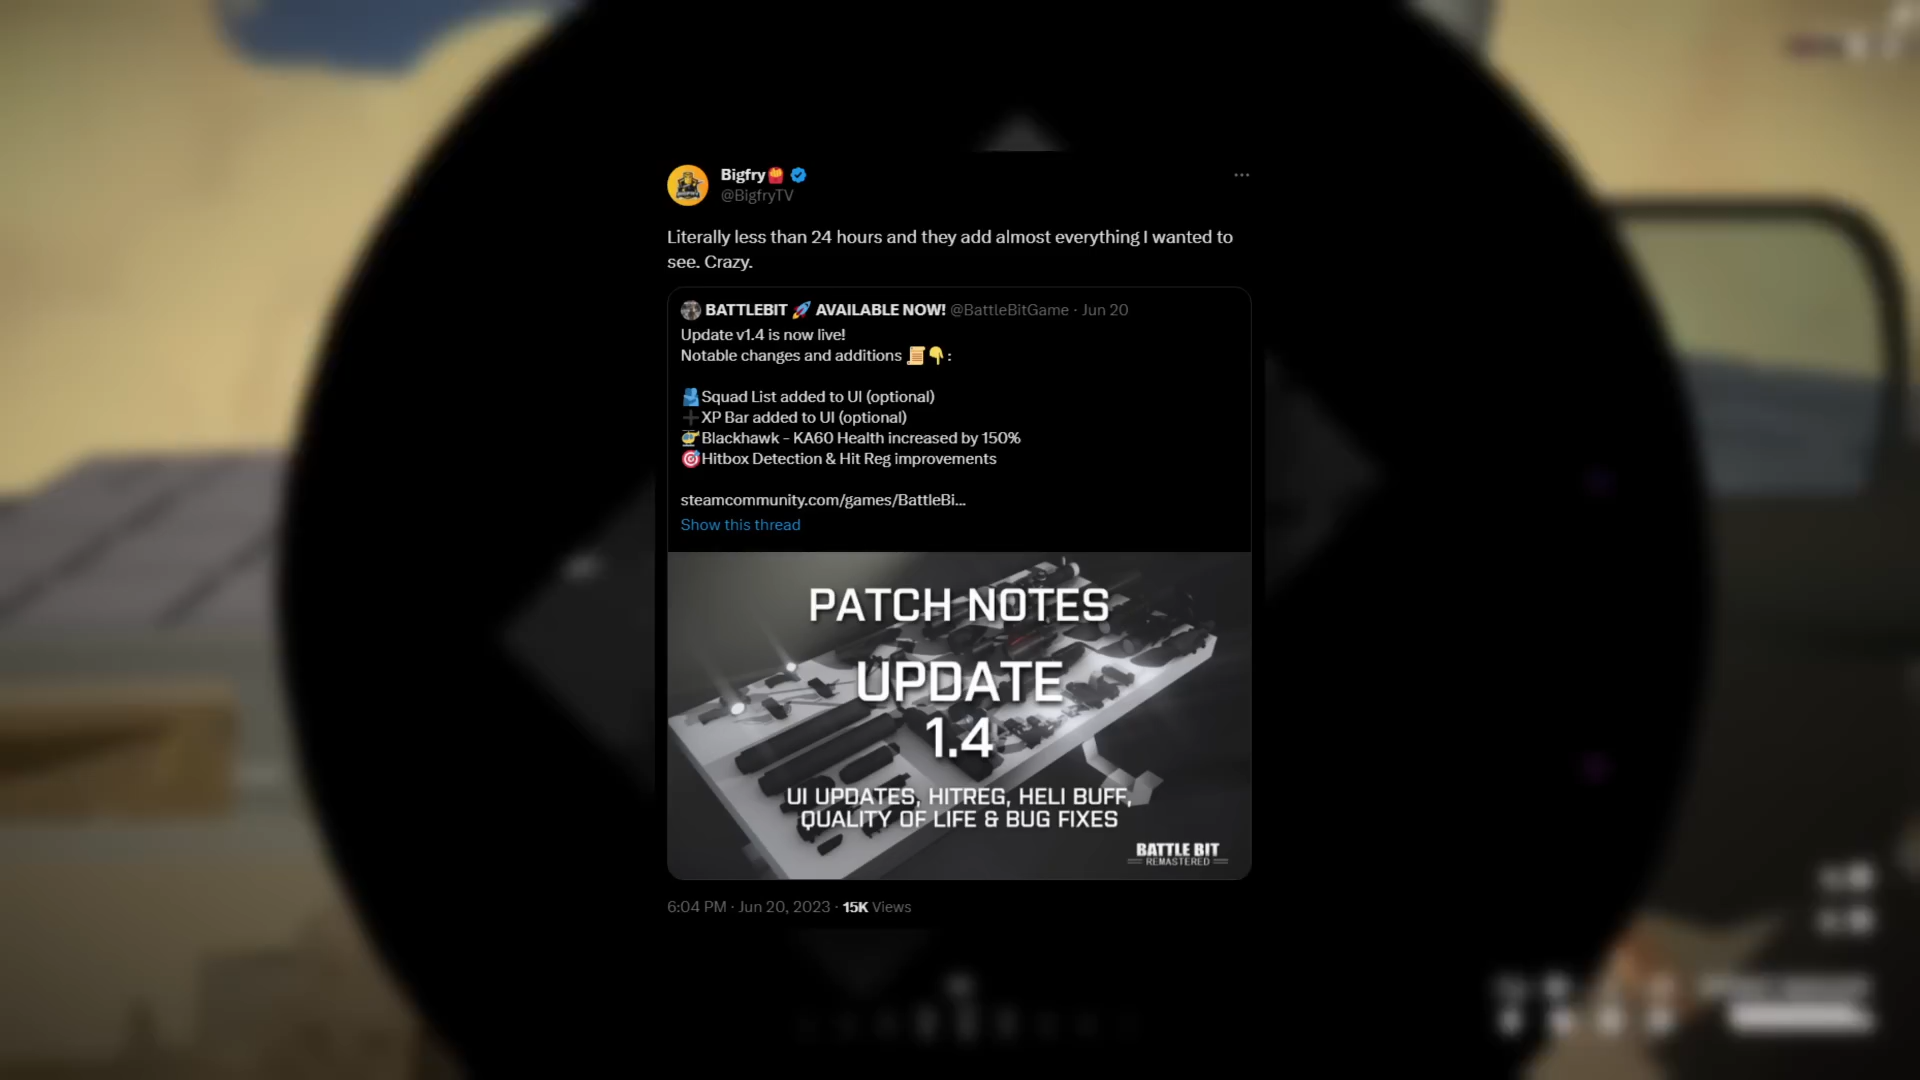 Bigfry🍟
@BigfryTV
Literally less than 24 hours and they add almost everything I wanted to
see. Crazy.
BATTLEBIT 🚀 AVAILABLE NOW! @BattleBitGame · Jun 20
Update v1.4 is now live!
Notable changes and additions 📜👇:
🫂Squad List added to UI (optional)
➕XP Bar added to UI (optional)
🚁Blackhawk - KA60 Health increased by 150%
🎯Hitbox Detection & Hit Reg improvements
steamcommunity.com/games/BattleBi...
Show this thread
PATCH NOTES
UPDATE
1.4
UI UPDATES, HITREG, HELI BUFF,
QUALITY OF LIFE & BUG FIXES
BATTLE BIT
REMASTERED
6:04 PM · Jun 20, 2023 · 15K Views